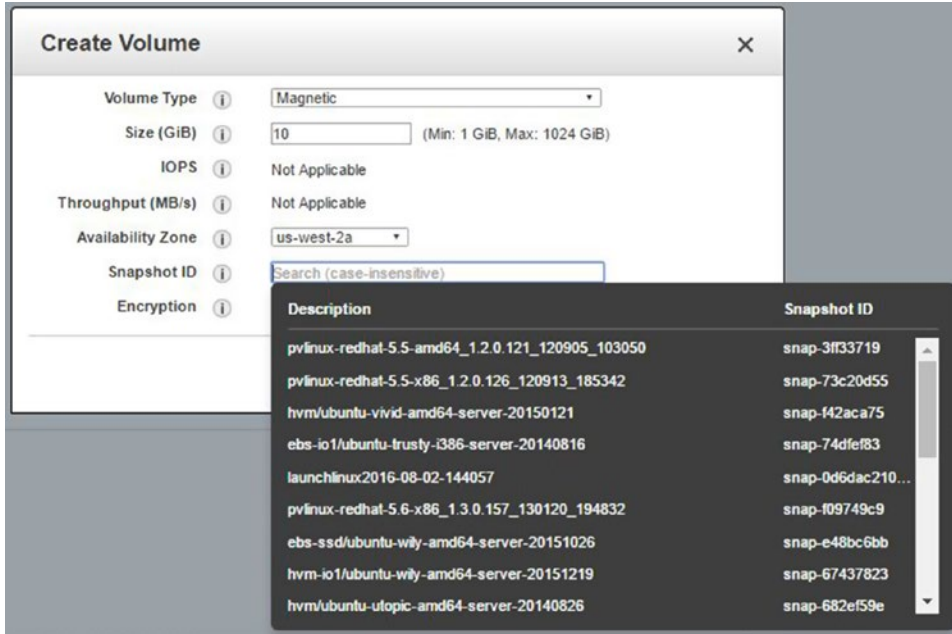 Create Volume ×
Volume Type i Magnetic
Size (GiB) i 10 (Min: 1 GiB, Max: 1024 GiB)
IOPS i Not Applicable
Throughput (MB/s) i Not Applicable
Availability Zone i us-west-2a
Snapshot ID i Search (case-insensitive)
Encryption i
Description Snapshot ID
pvlinux-redhat-5.5-amd64_1.2.0.121_120905_103050 snap-3ff33719
pvlinux-redhat-5.5-x86_1.2.0.126_120913_185342 snap-73c20d55
hvm/ubuntu-vivid-amd64-server-20150121 snap-f42aca75
ebs-io1/ubuntu-trusty-i386-server-20140816 snap-74dfef83
launchlinux2016-08-02-144057 snap-0d6dac210...
pvlinux-redhat-5.6-x86_1.3.0.157_130120_194832 snap-f09749c9
ebs-ssd/ubuntu-wily-amd64-server-20151026 snap-e48bc6bb
hvm-io1/ubuntu-wily-amd64-server-20151219 snap-67437823
hvm/ubuntu-utopic-amd64-server-20140826 snap-682ef59e